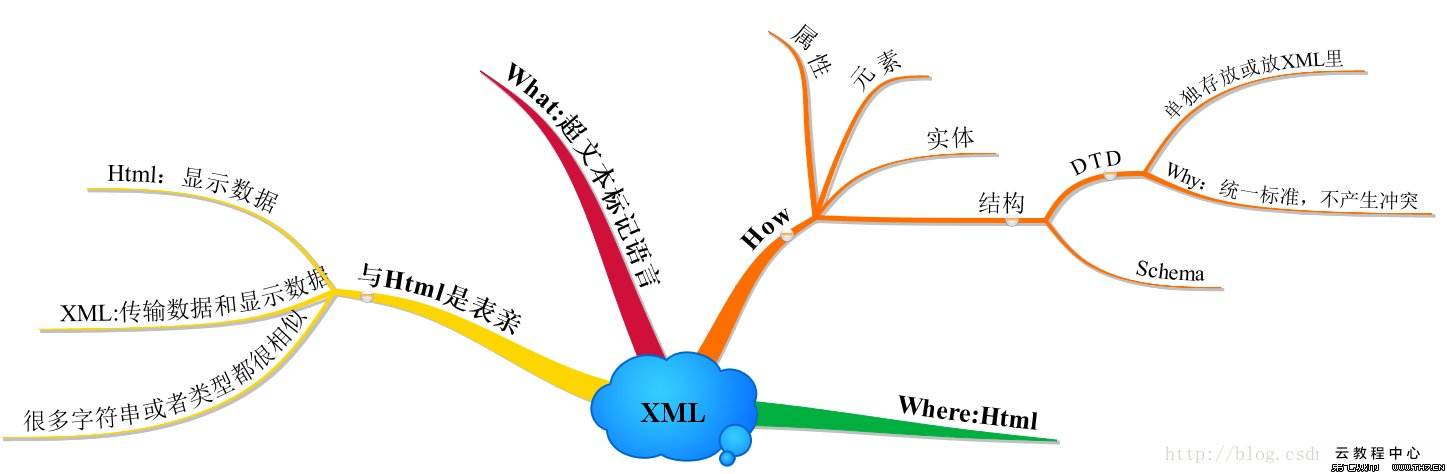 属性
元素
实体
How
结构
DTD
单独存放或放XML里
Why：统一标准，不产生冲突
Schema
What:超文本标记语言
与Html是表亲
Html：显示数据
XML:传输数据和显示数据
很多字符串或者类型都很相似
XML
Where:Html
http://blog.csdn
云教程中心
WWW.TH7.CN